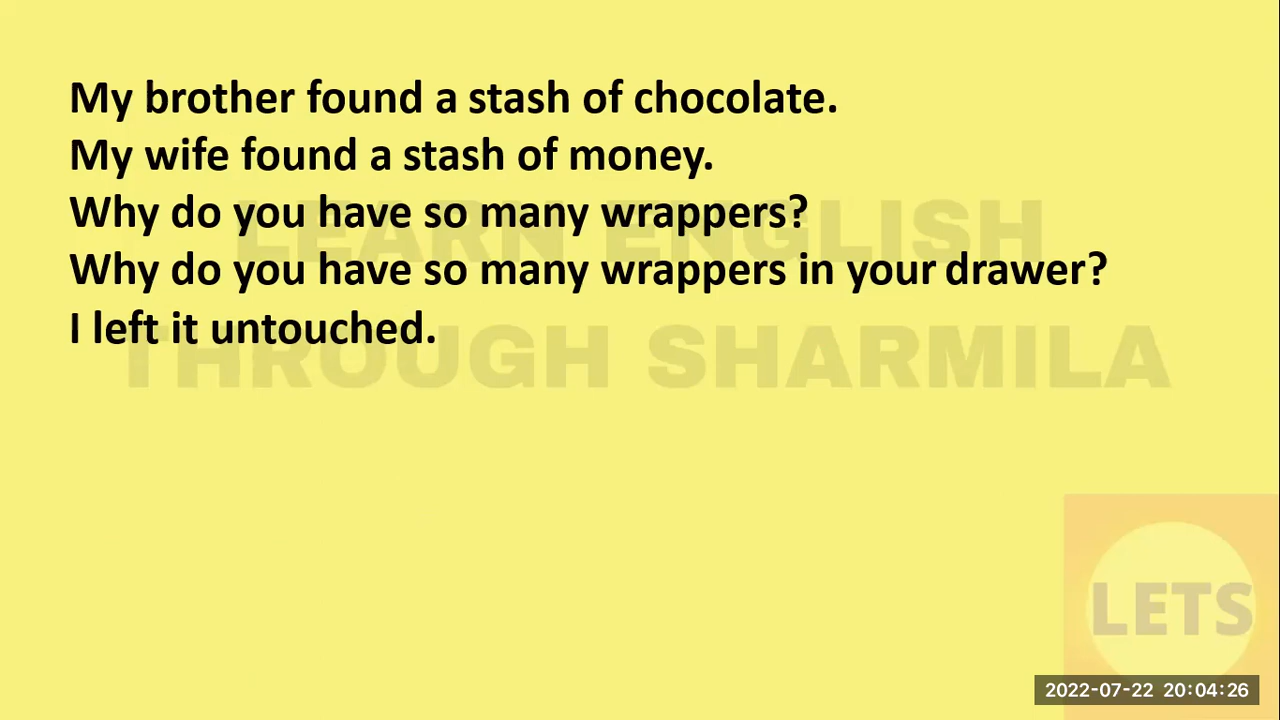 My brother found a stash of chocolate.
My wife found a stash of money.
Why do you have so many wrappers?
Why do you have so many wrappers in your drawer?
I left it untouched.
LEARN ENGLISH
THROUGH SHARMILA
LETS
2022-07-22 20:04:26